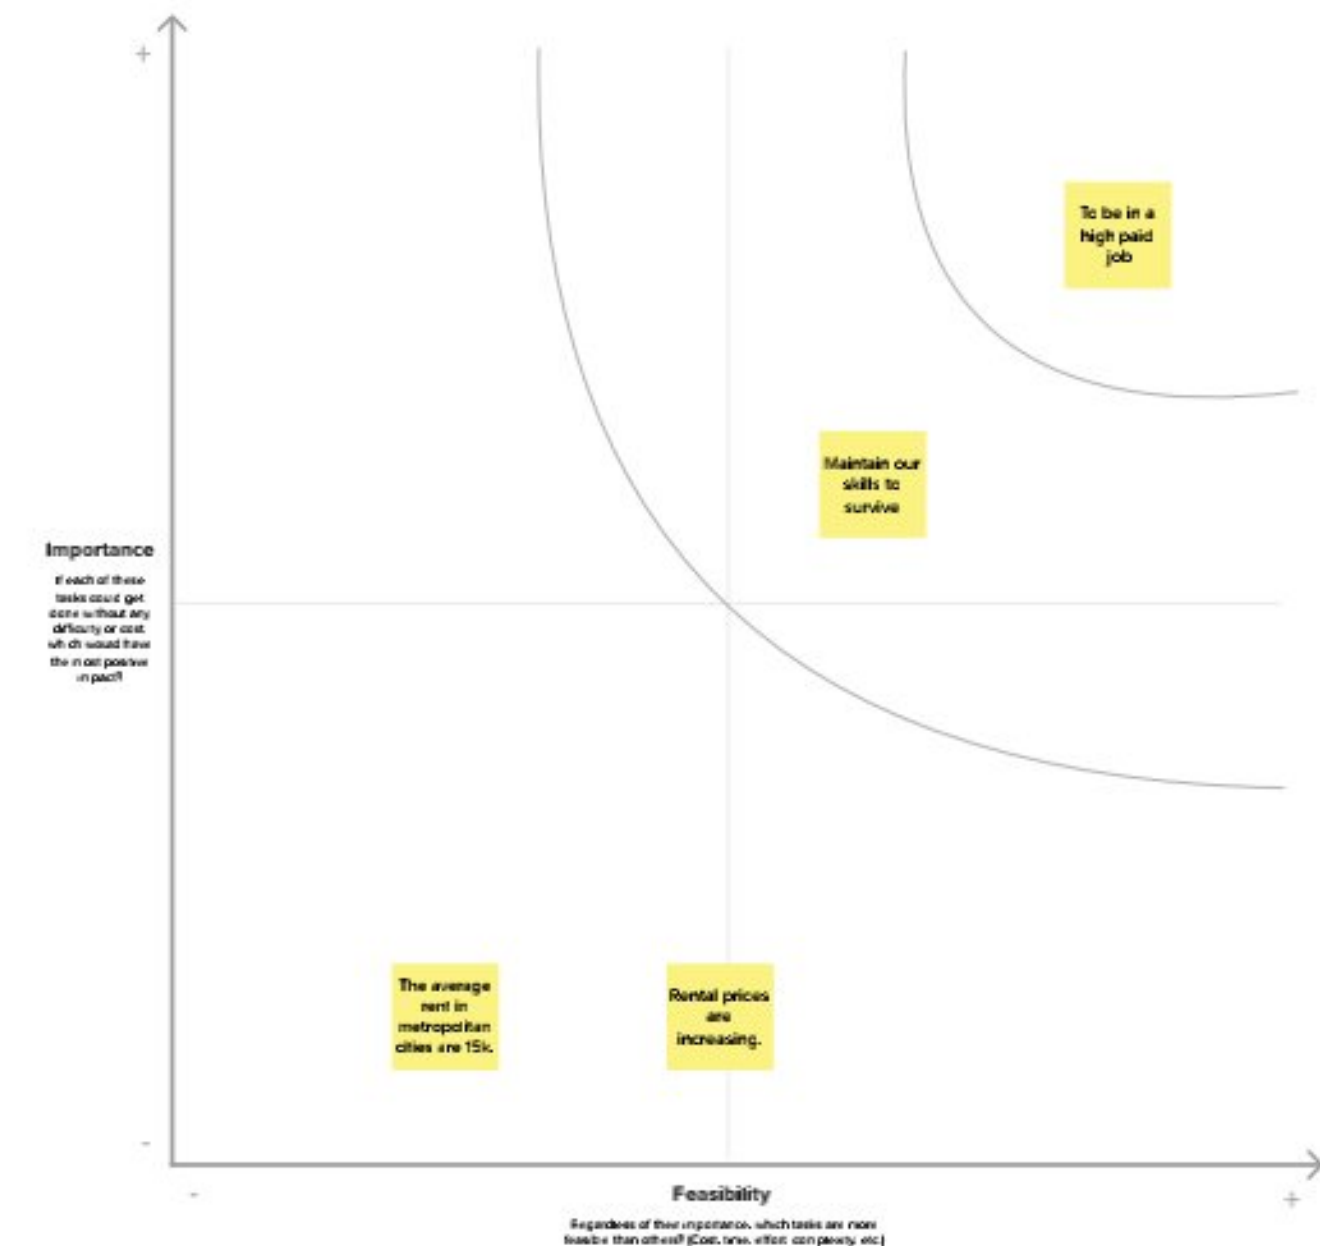 +
To be in a
high paid
job
Maintain our
skills to
survive
Importance
If each of these
tasks could get
done without any
difficulty or cost
which would have
the most positive
impact?
The average
rent in
metropolitan
cities are 15k.
Rental prices
are
increasing.
-
-
Feasibility
+
Regardless of their importance, which tasks are more
feasible than others? (Cost, time, effort, complexity, etc.)